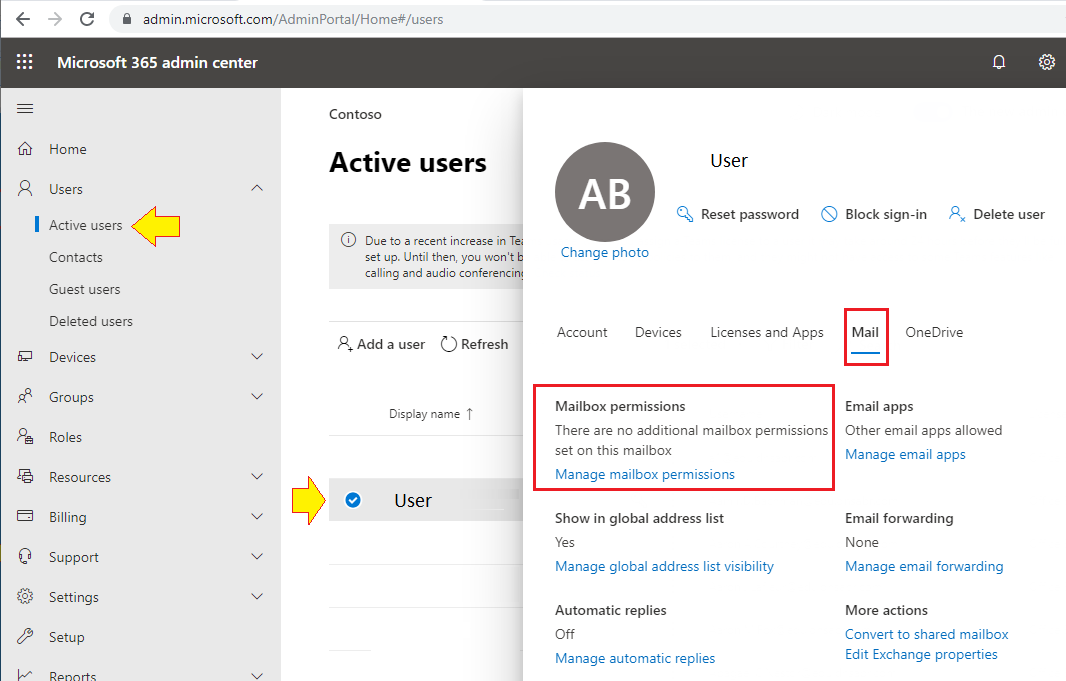 admin.microsoft.com/AdminPortal/Home#/users
Microsoft 365 admin center
Home
Users
Active users
Contacts
Guest users
Deleted users
Devices
Groups
Roles
Resources
Billing
Support
Settings
Setup
Reports
Contoso
Active users
Due to a recent increase in Tea
set up. Until then, you won't b
calling and audio conferencing
Add a user
Refresh
Display name ↑
User
AB
Change photo
User
Reset password
Block sign-in
Delete user
Account
Devices
Licenses and Apps
Mail
OneDrive
Mailbox permissions
There are no additional mailbox permissions
set on this mailbox
Manage mailbox permissions
Email apps
Other email apps allowed
Manage email apps
Show in global address list
Yes
Manage global address list visibility
Email forwarding
None
Manage email forwarding
Automatic replies
Off
Manage automatic replies
More actions
Convert to shared mailbox
Edit Exchange properties